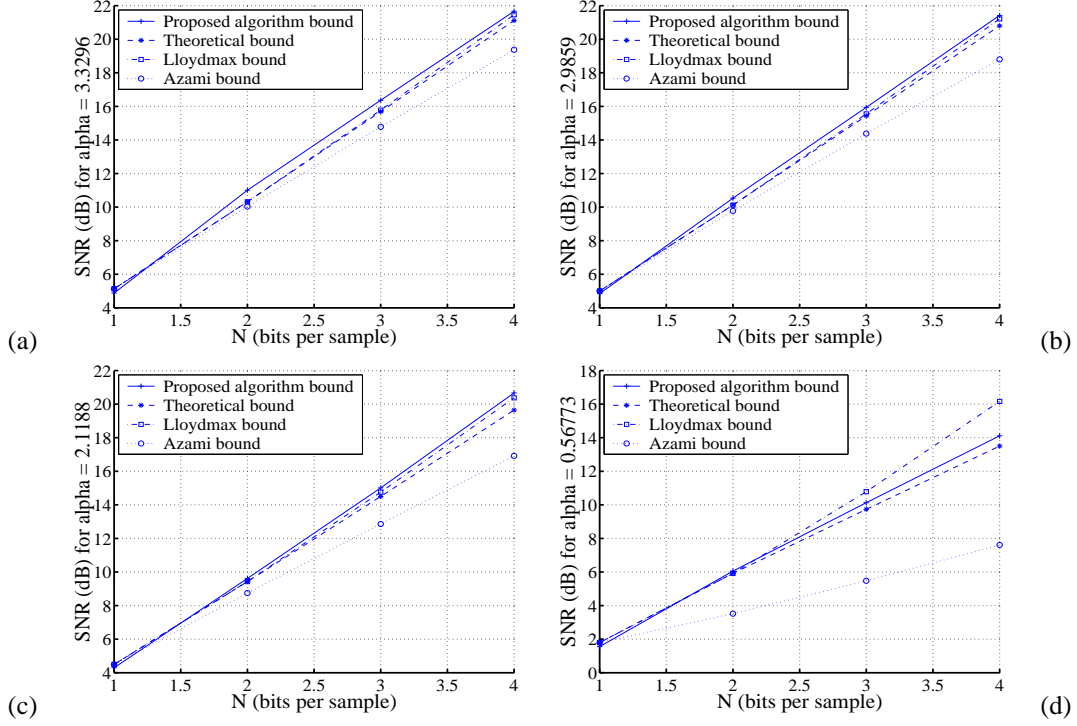 22
20
18
16
14
12
10
8
6
4
SNR (dB) for alpha = 3.3296
Proposed algorithm bound
Theoretical bound
Lloydmax bound
Azami bound
1 1.5 2 2.5 3 3.5 4
N (bits per sample)
(a)
22
20
18
16
14
12
10
8
6
4
SNR (dB) for alpha = 2.9859
Proposed algorithm bound
Theoretical bound
Lloydmax bound
Azami bound
1 1.5 2 2.5 3 3.5 4
N (bits per sample)
(b)
22
20
18
16
14
12
10
8
6
4
SNR (dB) for alpha = 2.1188
Proposed algorithm bound
Theoretical bound
Lloydmax bound
Azami bound
1 1.5 2 2.5 3 3.5 4
N (bits per sample)
(c)
18
16
14
12
10
8
6
4
2
0
SNR (dB) for alpha = 0.56773
Proposed algorithm bound
Theoretical bound
Lloydmax bound
Azami bound
1 1.5 2 2.5 3 3.5 4
N (bits per sample)
(d)